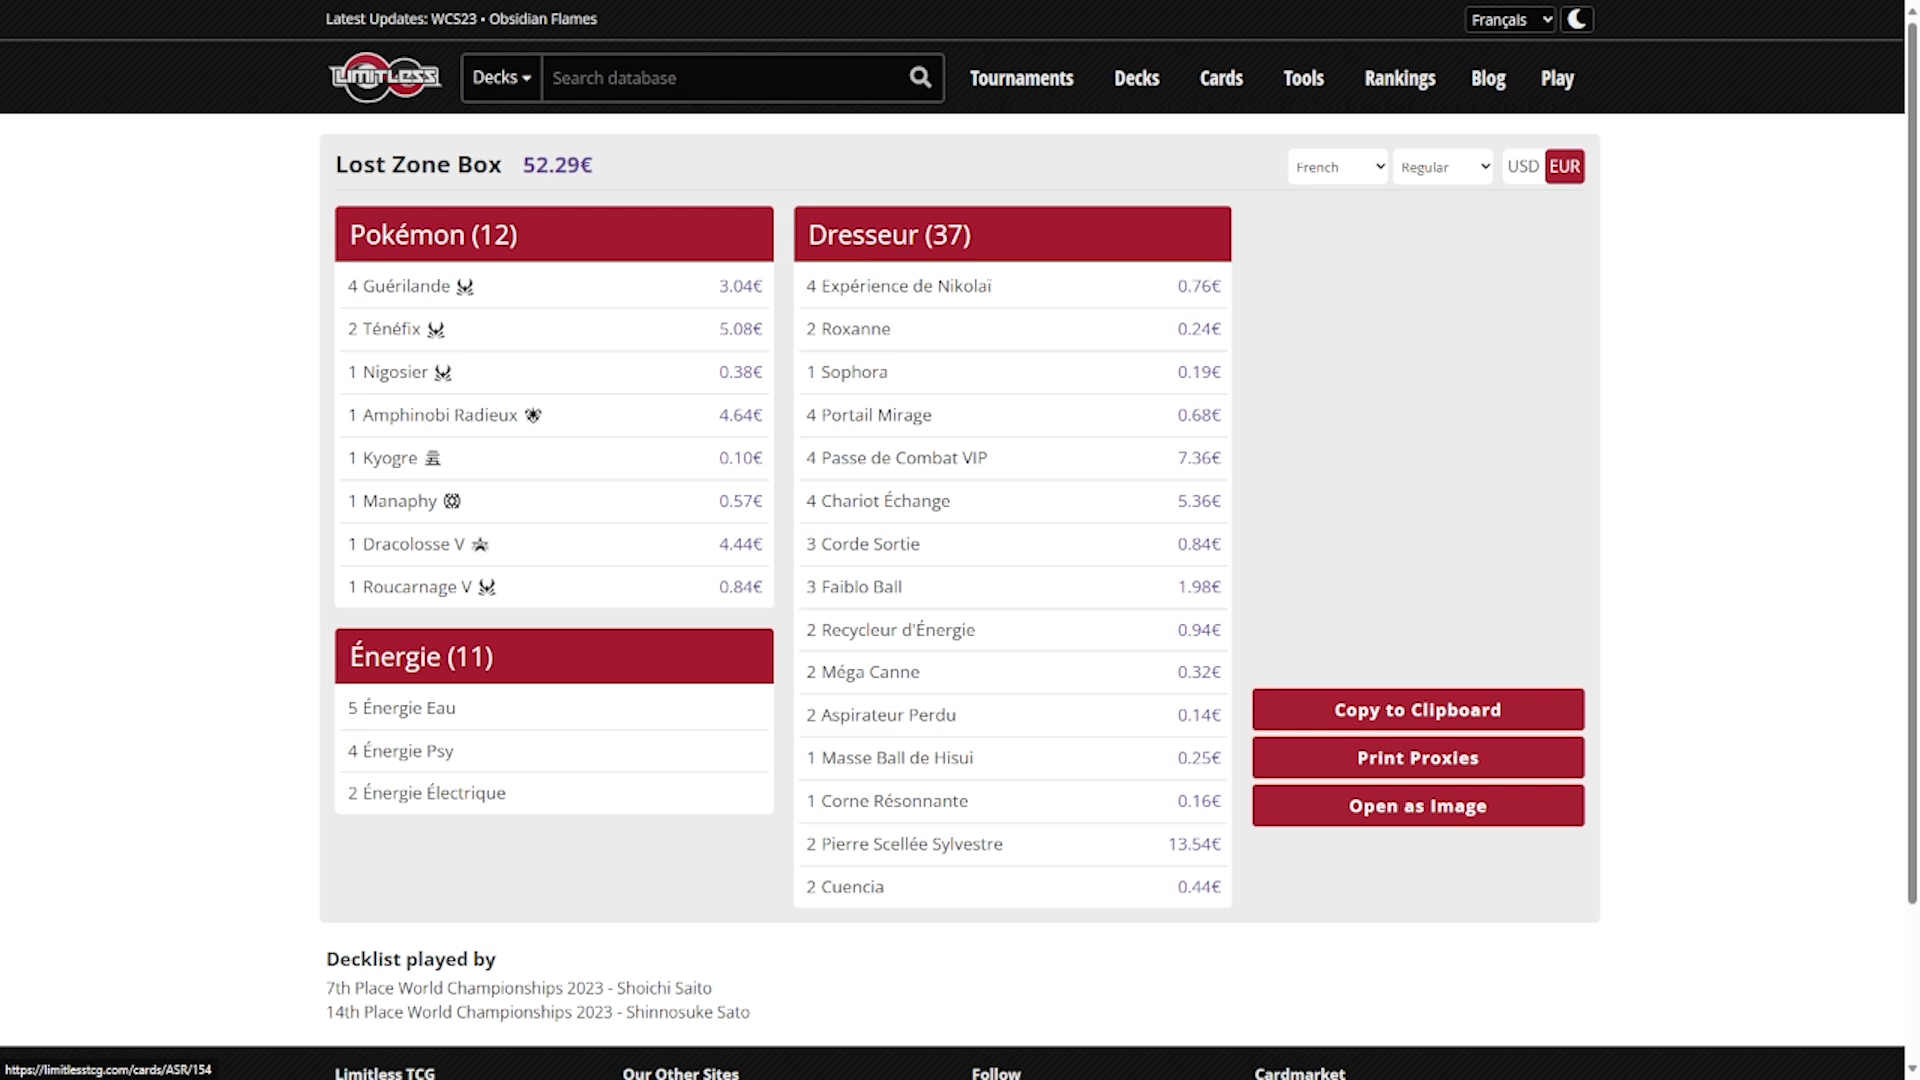 Latest Updates: WCS23 • Obsidian Flames
Français
LIMITLESS
Decks
Search database
Tournaments
Decks
Cards
Tools
Rankings
Blog
Play
Lost Zone Box 52.29€
French
Regular
USD
EUR
Pokémon (12)
4 Guérilande 3.04€
2 Ténéfix 5.08€
1 Nigosier 0.38€
1 Amphinobi Radieux 4.64€
1 Kyogre 0.10€
1 Manaphy 0.57€
1 Dracolosse V 4.44€
1 Roucarnage V 0.84€
Énergie (11)
5 Énergie Eau
4 Énergie Psy
2 Énergie Électrique
Dresseur (37)
4 Expérience de Nikolaï 0.76€
2 Roxanne 0.24€
1 Sophora 0.19€
4 Portail Mirage 0.68€
4 Passe de Combat VIP 7.36€
4 Chariot Échange 5.36€
3 Corde Sortie 0.84€
3 Faiblo Ball 1.98€
2 Recycleur d'Énergie 0.94€
2 Méga Canne 0.32€
2 Aspirateur Perdu 0.14€
1 Masse Ball de Hisui 0.25€
1 Corne Résonnante 0.16€
2 Pierre Scellée Sylvestre 13.54€
2 Cuencia 0.44€
Copy to Clipboard
Print Proxies
Open as Image
Decklist played by
7th Place World Championships 2023 - Shoichi Saito
14th Place World Championships 2023 - Shinnosuke Sato
https://limitlesstcg.com/cards/ASR/154
Limitless TCG
Our Other Sites
Follow
Cardmarket